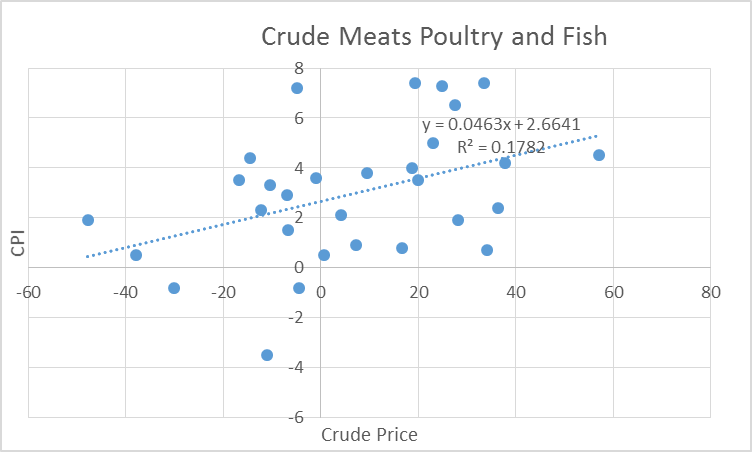 Crude Meats Poultry and Fish
8
6
y = 0.0463x + 2.6641
R² = 0.1782
4
2
CPI
0
-60 -40 -20 0 20 40 60 80
-2
-4
-6
Crude Price